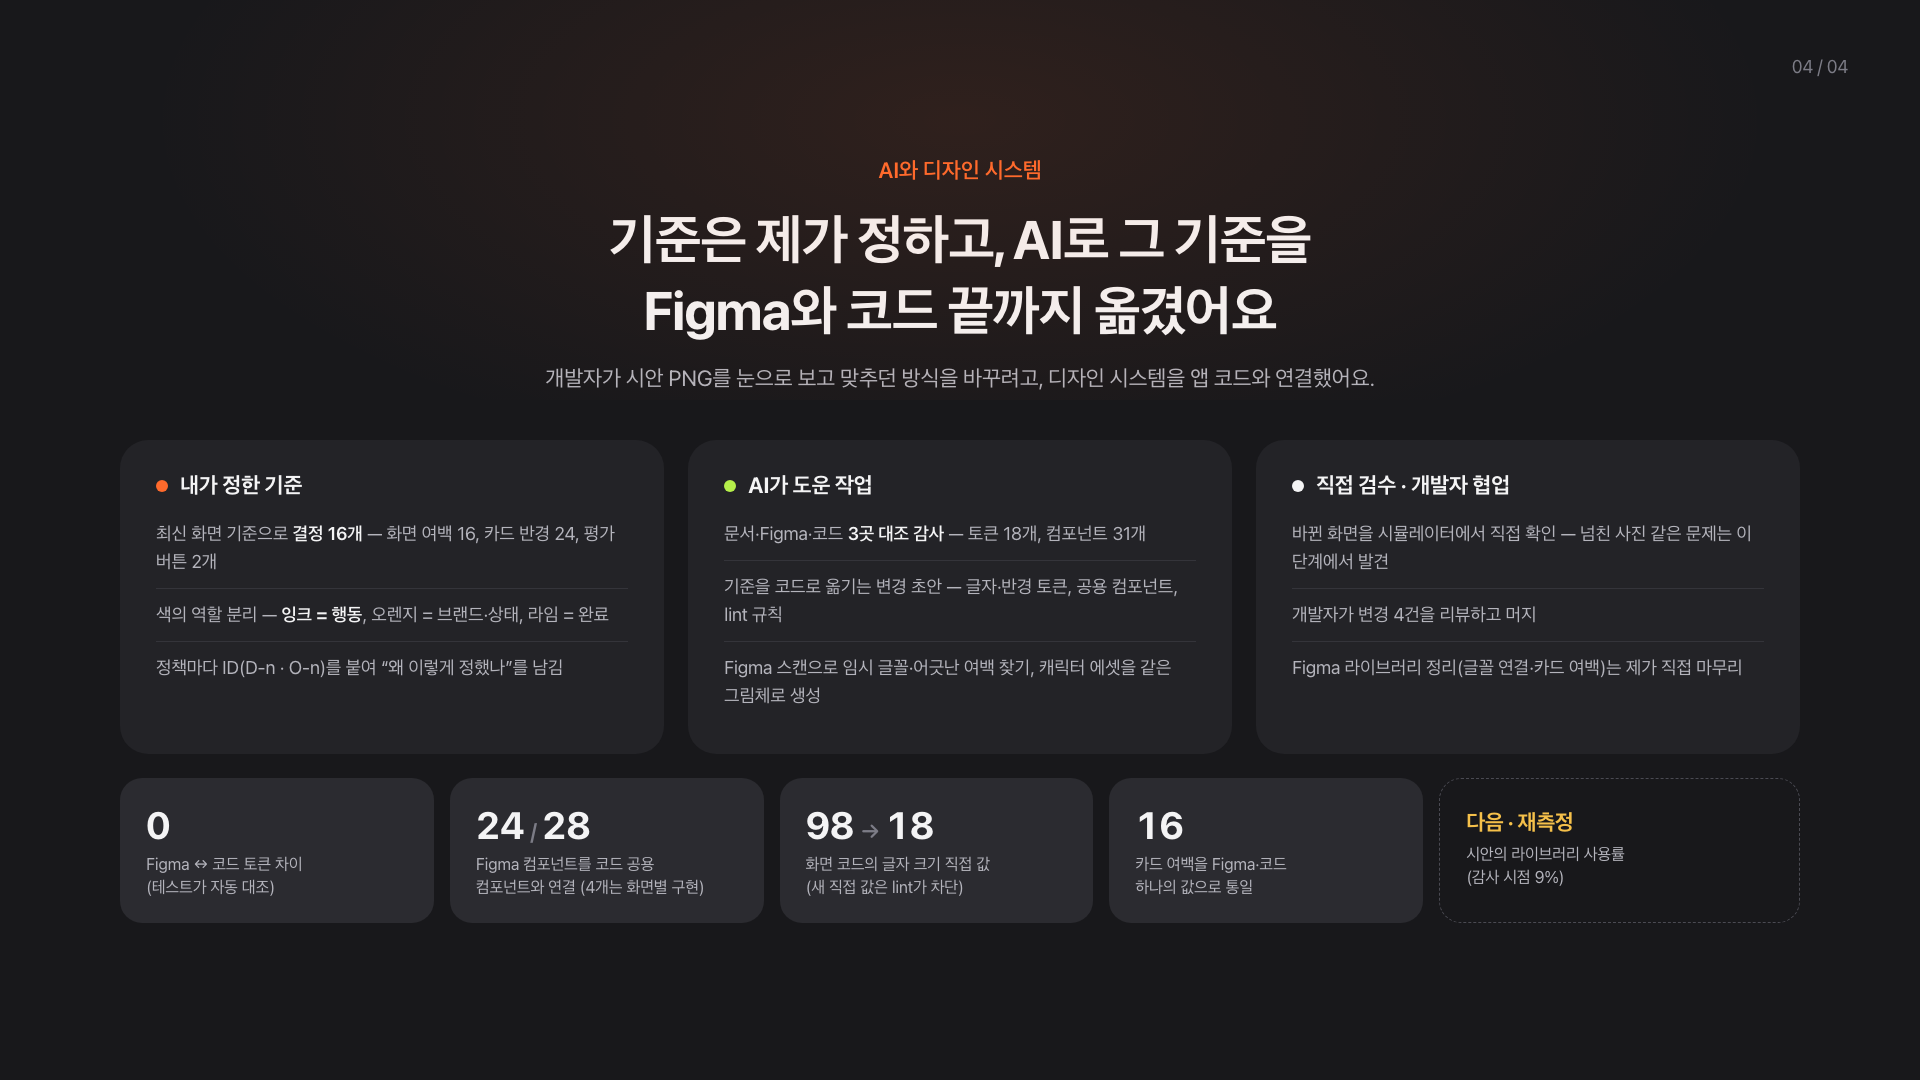 04 / 04
AI와 디자인 시스템
기준은 제가 정하고, AI로 그 기준을
Figma와 코드 끝까지 옮겼어요
개발자가 시안 PNG를 눈으로 보고 맞추던 방식을 바꾸려고, 디자인 시스템을 앱 코드와 연결했어요.
내가 정한 기준
최신 화면 기준으로 결정 16개 — 화면 여백 16, 카드 반경 24, 평가
버튼 2개
색의 역할 분리 — 잉크 = 행동, 오렌지 = 브랜드·상태, 라임 = 완료
정책마다 ID(D-n · O-n)를 붙여 “왜 이렇게 정했나”를 남김
AI가 도운 작업
문서·Figma·코드 3곳 대조 감사 — 토큰 18개, 컴포넌트 31개
기준을 코드로 옮기는 변경 초안 — 글자·반경 토큰, 공용 컴포넌트,
lint 규칙
Figma 스캔으로 임시 글꼴·어긋난 여백 찾기, 캐릭터 에셋을 같은
그림체로 생성
직접 검수 · 개발자 협업
바뀐 화면을 시뮬레이터에서 직접 확인 — 넘친 사진 같은 문제는 이
단계에서 발견
개발자가 변경 4건을 리뷰하고 머지
Figma 라이브러리 정리(글꼴 연결·카드 여백)는 제가 직접 마무리
0
Figma ↔ 코드 토큰 차이
(테스트가 자동 대조)
24 / 28
Figma 컴포넌트를 코드 공용
컴포넌트와 연결 (4개는 화면별 구현)
98 → 18
화면 코드의 글자 크기 직접 값
(새 직접 값은 lint가 차단)
16
카드 여백을 Figma·코드
하나의 값으로 통일
다음 · 재측정
시안의 라이브러리 사용률
(감사 시점 9%)